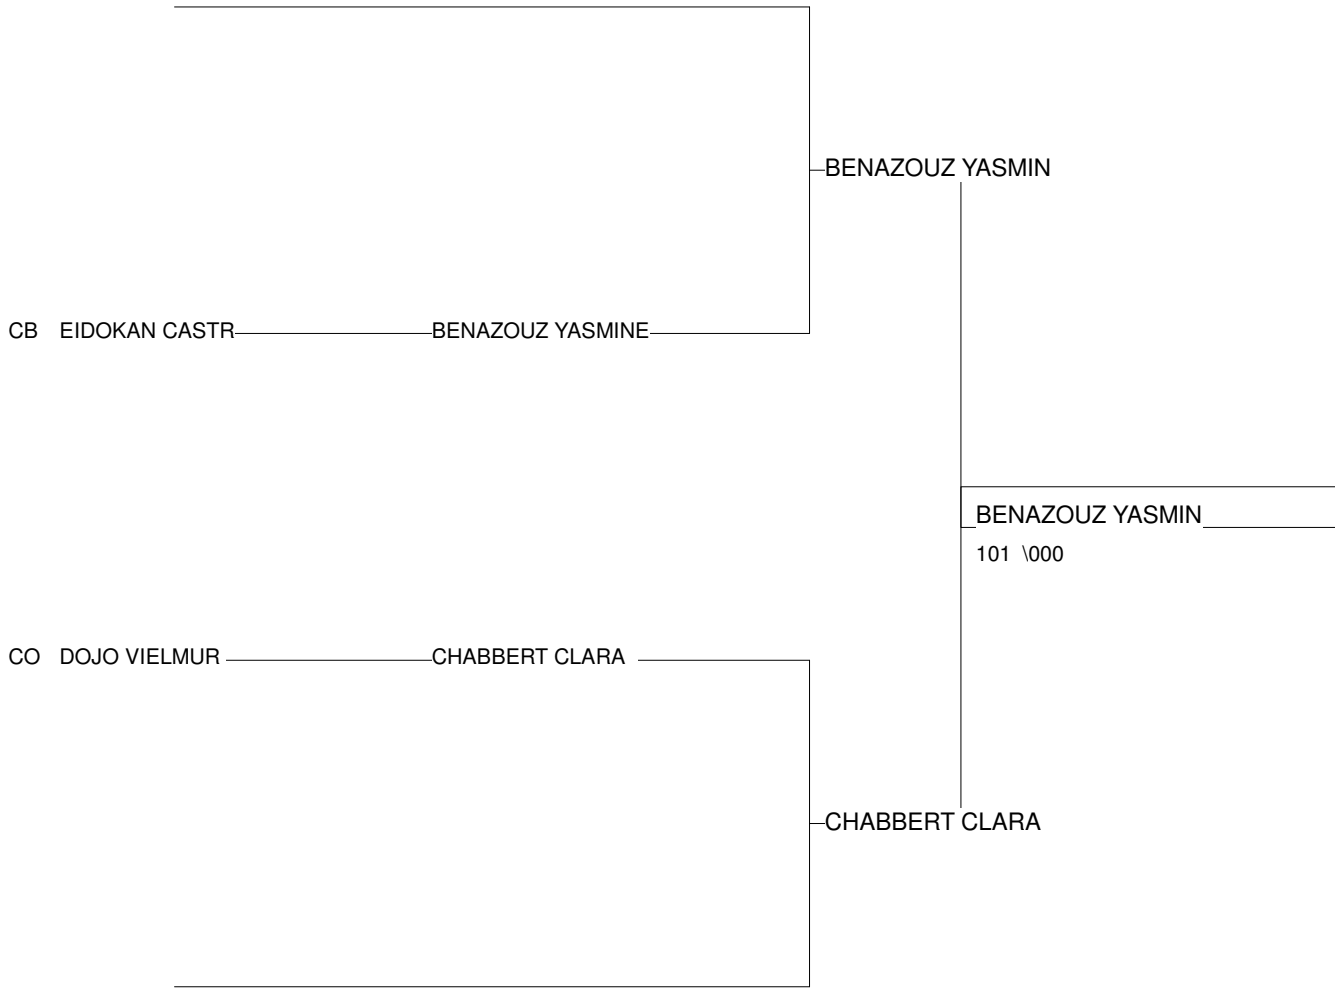 BENAZOUZ YASMIN
CB EIDOKAN CASTR BENAZOUZ YASMINE
BENAZOUZ YASMIN
101 \000
CO DOJO VIELMUR CHABBERT CLARA
CHABBERT CLARA